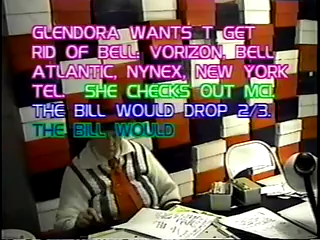 GLENDORA WANTS T GET
RID OF BELL: VORIZON, BELL
ATLANTIC, NYNEX, NEW YORK
TEL. SHE CHECKS OUT MCI.
THE BILL WOULD DROP 2/3.
THE BILL WOULD